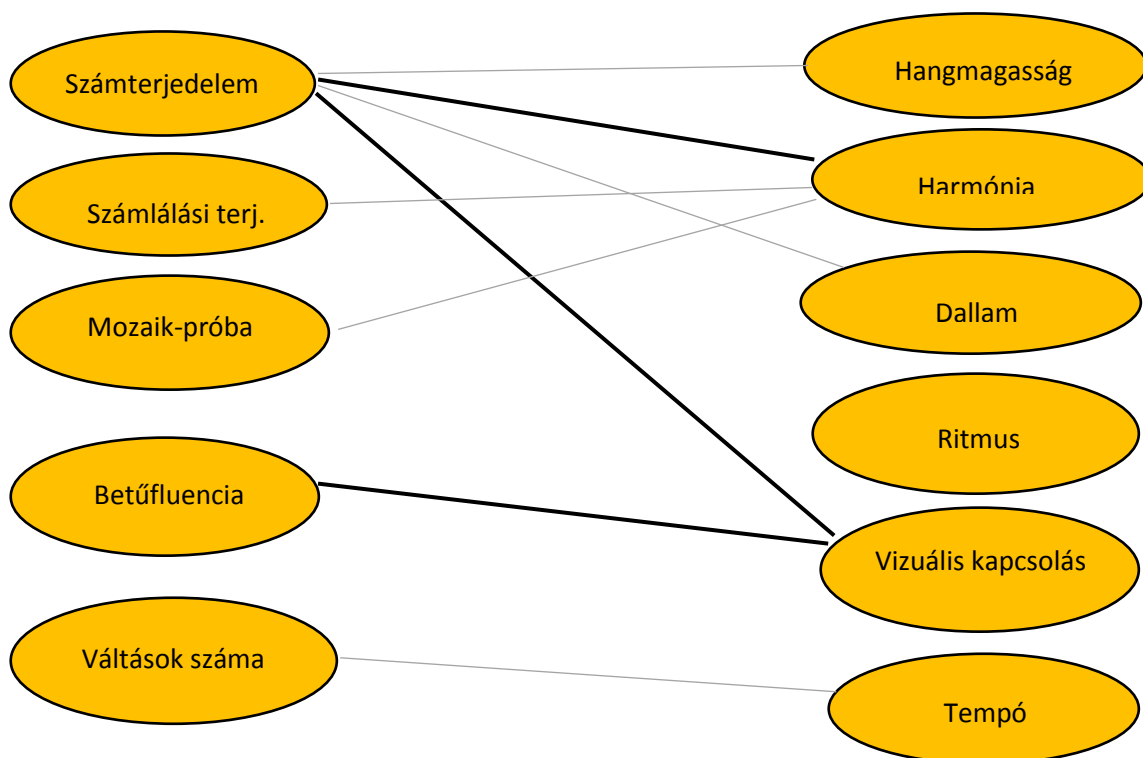 Számterjedelem
Számlálási terj.
Mozaik-próba
Betűfluencia
Váltások száma
Hangmagasság
Harmónia
Dallam
Ritmus
Vizuális kapcsolás
Tempó